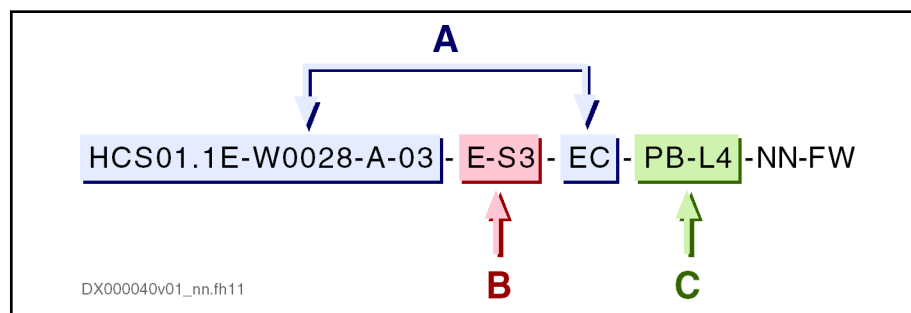 A
HCS01.1E-W0028-A-03-E-S3-EC-PB-L4-NN-FW
B
C
DX000040v01_nn.fh11